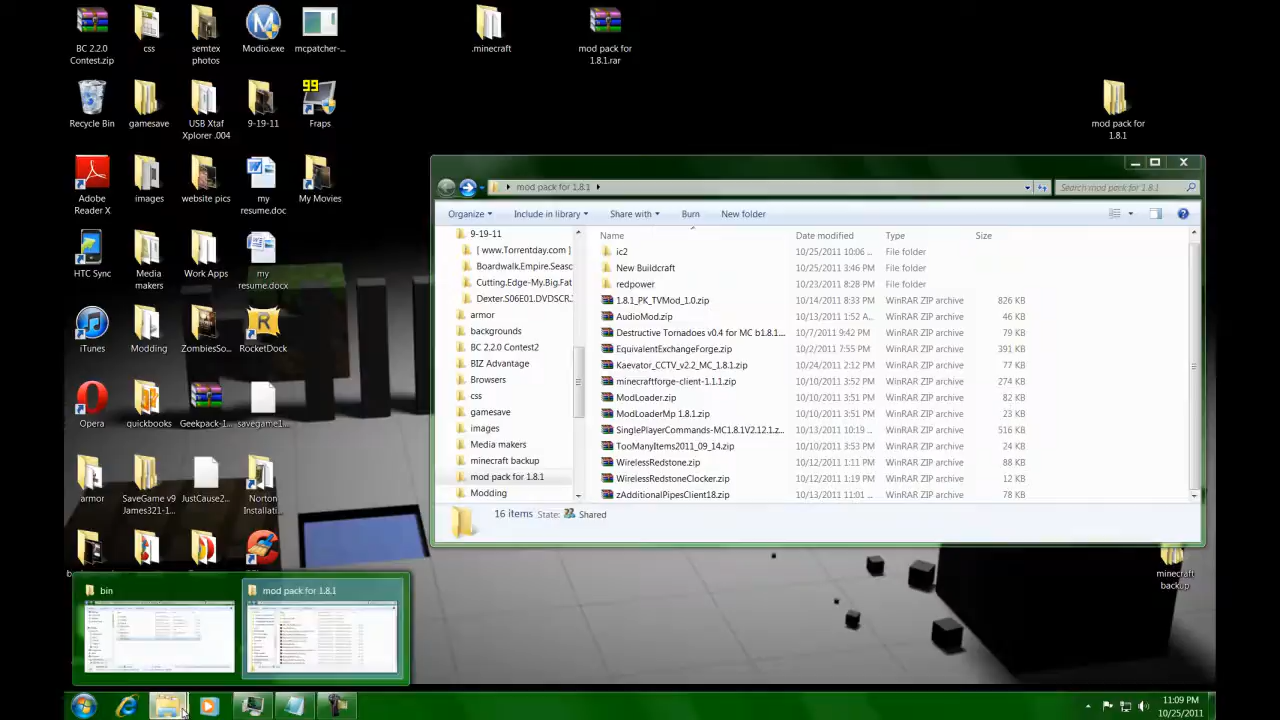 BC 2.2.0
Contest.zip
css
semtex
photos
Modio.exe
mcpatcher-...
.minecraft
mod pack for
1.8.1.rar
Recycle Bin
gamesave
USB Xtaf
Xplorer .004
9-19-11
99
Fraps
mod pack for
1.8.1
Adobe
Reader X
images
website pics
my
resume.doc
My Movies
HTC Sync
Media
makers
Work Apps
my
resume.docx
iTunes
Modding
ZombiesSo...
RocketDock
Opera
quickbooks
Geekpack-1...
savegame1...
armor
SaveGame v9
James321-1...
JustCause2...
Norton
Installati...
minecraft
backup
mod pack for 1.8.1
Search mod pack for 1.8.1
Organize
Include in library
Share with
Burn
New folder
9-19-11
[ www.Torrentday.com ]
Boardwalk.Empire.Seasc
Cutting.Edge-My.Big.Fat
Dexter.S06E01.DVDSCR.
armor
backgrounds
BC 2.2.0 Contest2
BIZ Advantage
Browsers
css
gamesave
images
Media makers
minecraft backup
mod pack for 1.8.1
Modding
Name Date modified Type Size
ic2 10/25/2011 10:06 ... File folder
New Buildcraft 10/25/2011 3:46 PM File folder
redpower 10/23/2011 8:28 PM File folder
1.8.1_PK_TVMod_1.0.zip 10/14/2011 8:33 PM WinRAR ZIP archive 826 KB
AudioMod.zip 10/13/2011 1:52 A... WinRAR ZIP archive 46 KB
Destructive Tornadoes v0.4 for MC b1.8.1... 10/7/2011 9:42 PM WinRAR ZIP archive 79 KB
EquivalentExchangeForge.zip 10/2/2011 7:55 PM WinRAR ZIP archive 391 KB
Kaevator_CCTV_v2.2_MC_1.8.1.zip 10/24/2011 2:12 PM WinRAR ZIP archive 77 KB
minecraftforge-client-1.1.1.zip 10/10/2011 3:52 PM WinRAR ZIP archive 274 KB
ModLoader.zip 10/10/2011 3:51 PM WinRAR ZIP archive 82 KB
ModLoaderMp 1.8.1.zip 10/10/2011 3:51 PM WinRAR ZIP archive 23 KB
SinglePlayerCommands-MC1.8.1V2.12.1.z... 10/13/2011 10:19 ... WinRAR ZIP archive 516 KB
TooManyItems2011_09_14.zip 10/10/2011 3:53 PM WinRAR ZIP archive 24 KB
WirelessRedstone.zip 10/12/2011 1:11 PM WinRAR ZIP archive 88 KB
WirelessRedstoneClocker.zip 10/12/2011 1:19 PM WinRAR ZIP archive 12 KB
zAdditionalPipesClient18.zip 10/13/2011 11:01 ... WinRAR ZIP archive 78 KB
16 items State: Shared
bin
mod pack for 1.8.1
11:09 PM
10/25/2011